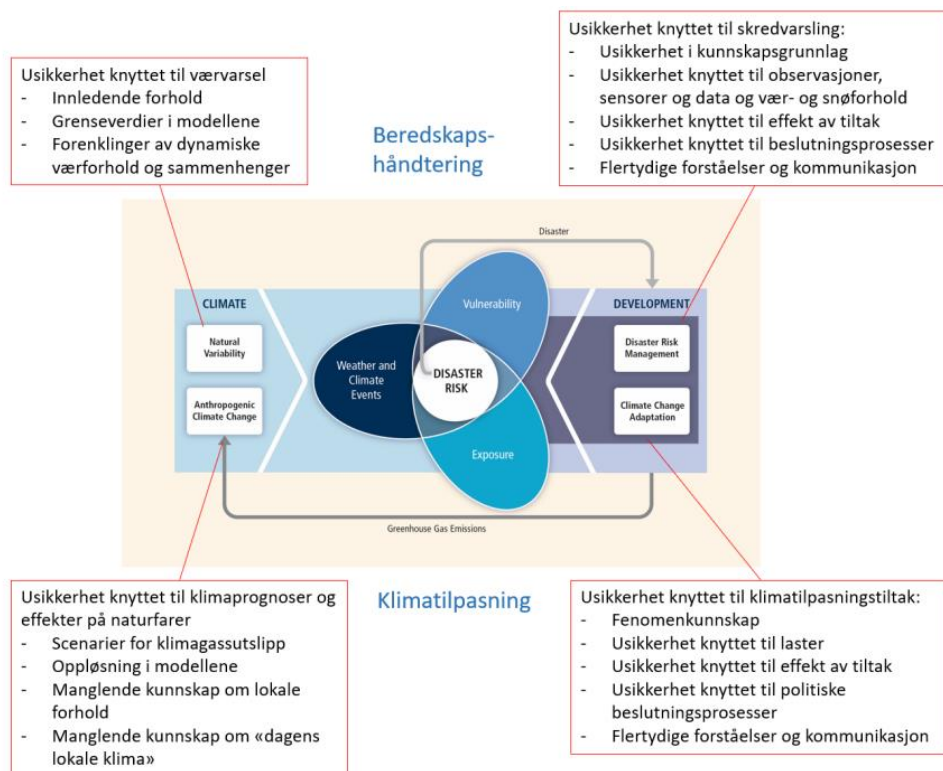 Usikkerhet knyttet til værvarsel
- Innledende forhold
- Grenseverdier i modellene
- Forenklinger av dynamiske
værforhold og sammenhenger
Beredskaps-
håndtering
Usikkerhet knyttet til skredvarsling:
- Usikkerhet i kunnskapsgrunnlag
- Usikkerhet knyttet til observasjoner,
sensorer og data og vær- og snøforhold
- Usikkerhet knyttet til effekt av tiltak
- Usikkerhet knyttet til beslutningsprosesser
- Flertydige forståelser og kommunikasjon
Disaster
CLIMATE
Natural
Variability
Anthropogenic
Climate Change
Vulnerability
Weather and
Climate
Events
DISASTER
RISK
Exposure
DEVELOPMENT
Disaster Risk
Management
Climate Change
Adaptation
Greenhouse Gas Emissions
Usikkerhet knyttet til klimaprognoser og
effekter på naturfarer
- Scenarier for klimagassutslipp
- Oppløsning i modellene
- Manglende kunnskap om lokale
forhold
- Manglende kunnskap om «dagens
lokale klima»
Klimatilpasning
Usikkerhet knyttet til klimatilpasningstiltak:
- Fenomenkunnskap
- Usikkerhet knyttet til laster
- Usikkerhet knyttet til effekt av tiltak
- Usikkerhet knyttet til politiske
beslutningsprosesser
- Flertydige forståelser og kommunikasjon